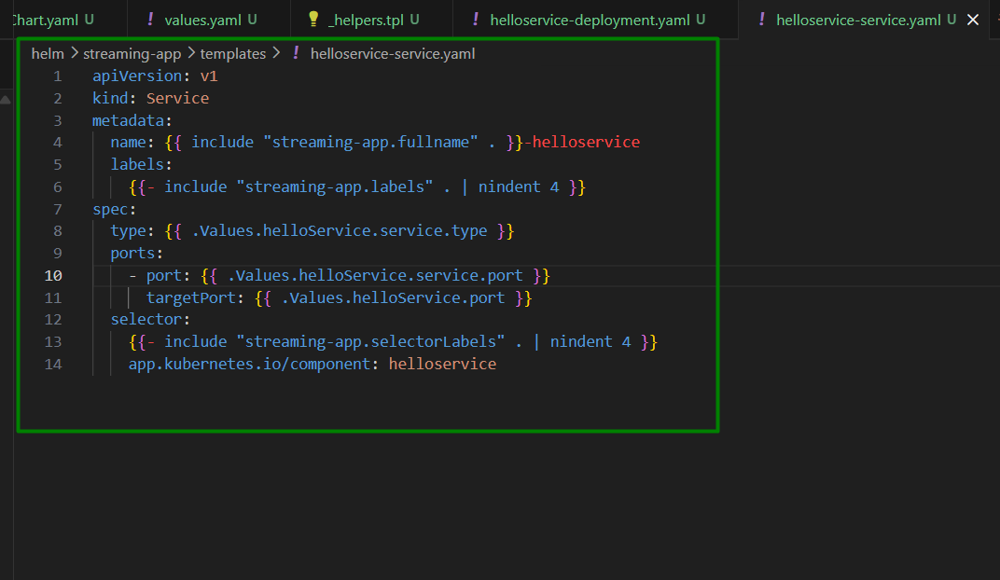 Chart.yaml U ! values.yaml U _helpers.tpl U ! helloservice-deployment.yaml U ! helloservice-service.yaml U
helm > streaming-app > templates > ! helloservice-service.yaml
1 apiVersion: v1
2 kind: Service
3 metadata:
4   name: {{ include "streaming-app.fullname" . }}-helloservice
5   labels:
6     {{- include "streaming-app.labels" . | nindent 4 }}
7 spec:
8   type: {{ .Values.helloService.service.type }}
9   ports:
10     - port: {{ .Values.helloService.service.port }}
11       targetPort: {{ .Values.helloService.port }}
12   selector:
13     {{- include "streaming-app.selectorLabels" . | nindent 4 }}
14     app.kubernetes.io/component: helloservice